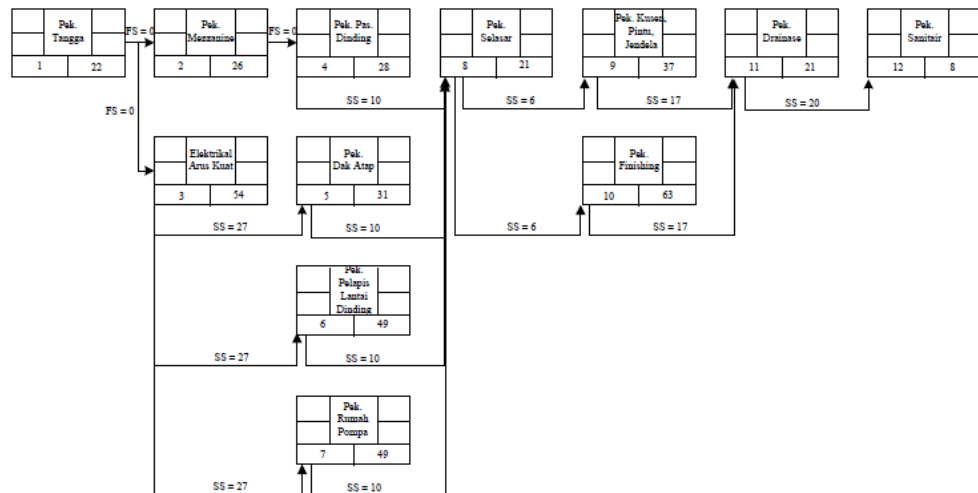 Pek.
Tangga
1 22
FS = 0
Pek.
Mezzanine
2 26
FS = 0
Pek. Pas.
Dinding
4 28
Pek.
Selasar
8 21
Pek. Kusen,
Pintu,
Jendela
9 37
Pek.
Drainase
11 21
Pek.
Sanitair
12 8
SS = 10
SS = 6
SS = 17
SS = 20
FS = 0
Elektrikal
Arus Kuat
3 54
Pek.
Dak Atap
5 31
Pek.
Finishing
10 63
SS = 27
SS = 10
SS = 6
SS = 17
Pek.
Pelapis
Lantai
Dinding
6 49
SS = 27
SS = 10
Pek.
Rumah
Pompa
7 49
SS = 27
SS = 10